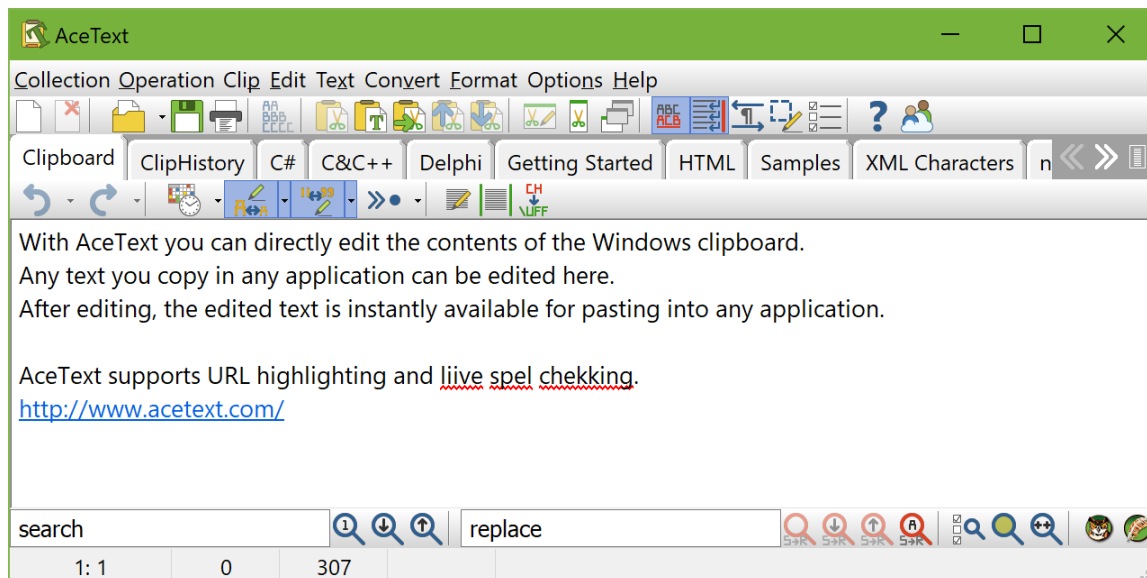 AceText
Collection Operation Clip Edit Text Convert Format Options Help
Clipboard ClipHistory C# C&C++ Delphi Getting Started HTML Samples XML Characters n
With AceText you can directly edit the contents of the Windows clipboard.
Any text you copy in any application can be edited here.
After editing, the edited text is instantly available for pasting into any application.
AceText supports URL highlighting and liive spel chekking.
http://www.acetext.com/
search replace
1: 1 0 307